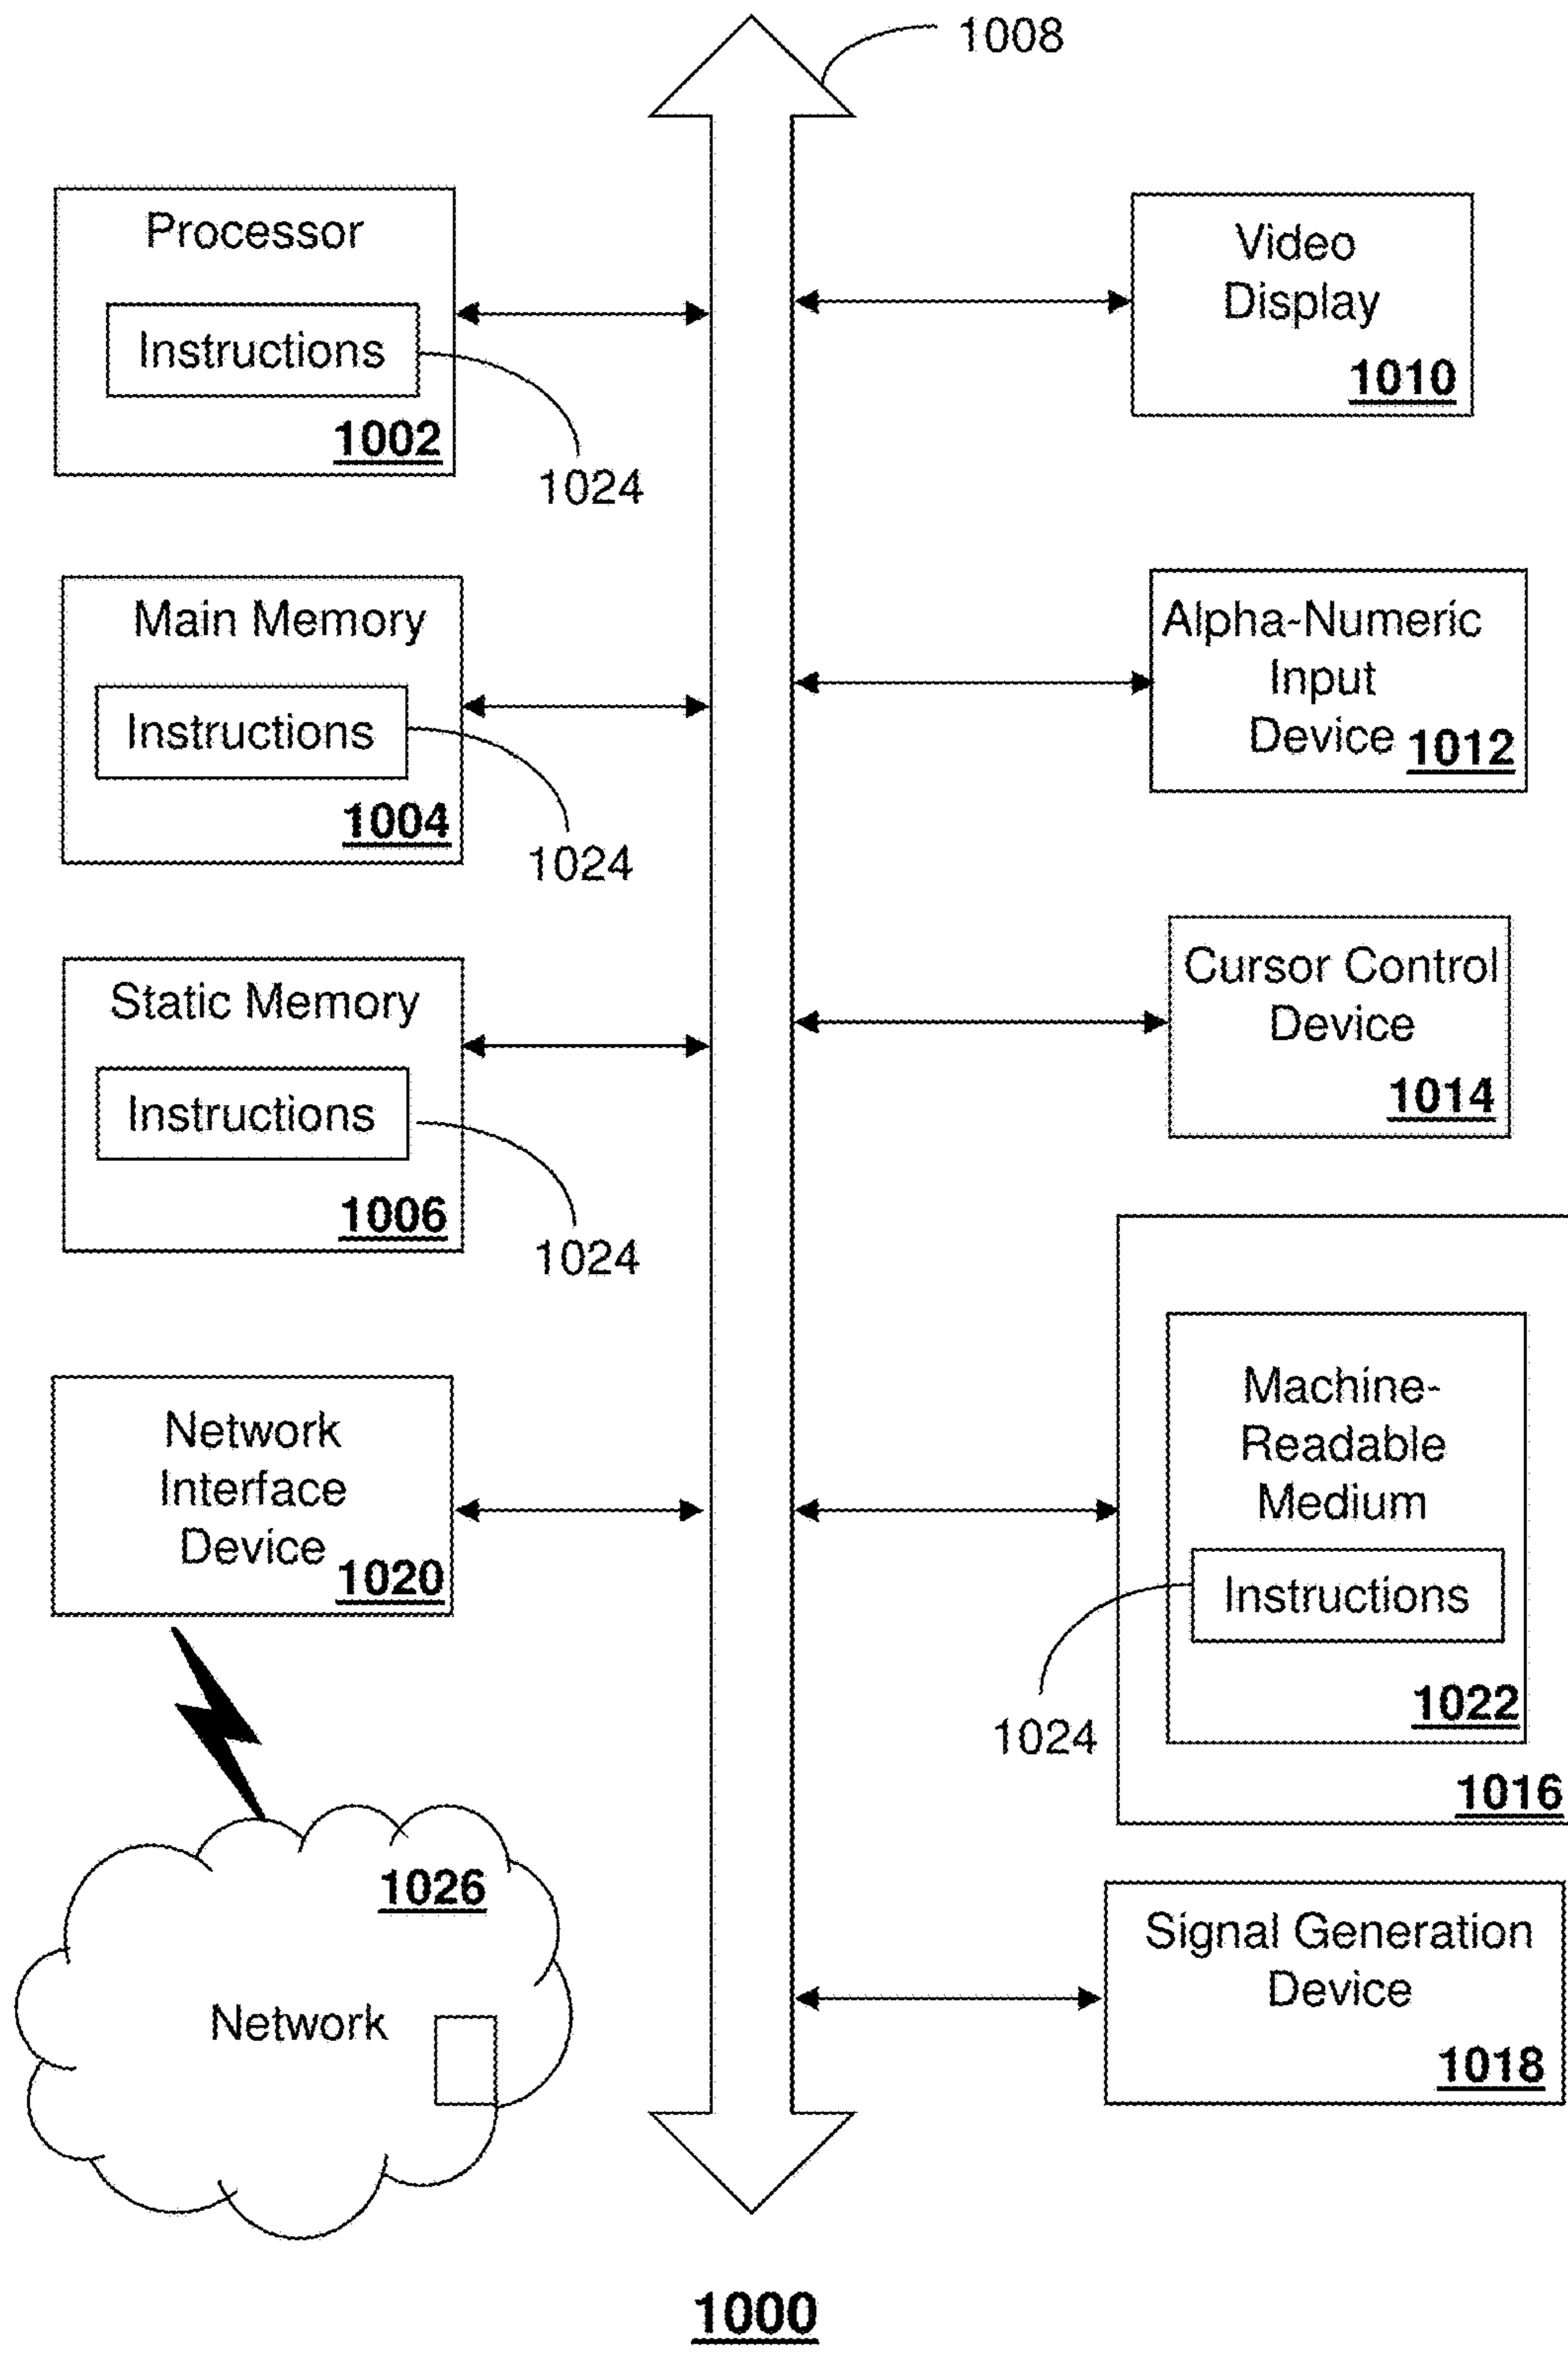 1008
Processor
Instructions
1002
1024
Main Memory
Instructions
1004
1024
Static Memory
Instructions
1006
1024
Network
Interface
Device
1020
1026
Network
Video
Display
1010
Alpha-Numeric
Input
Device
1012
Cursor Control
Device
1014
Machine-
Readable
Medium
Instructions
1022
1024
1016
Signal Generation
Device
1018
1000